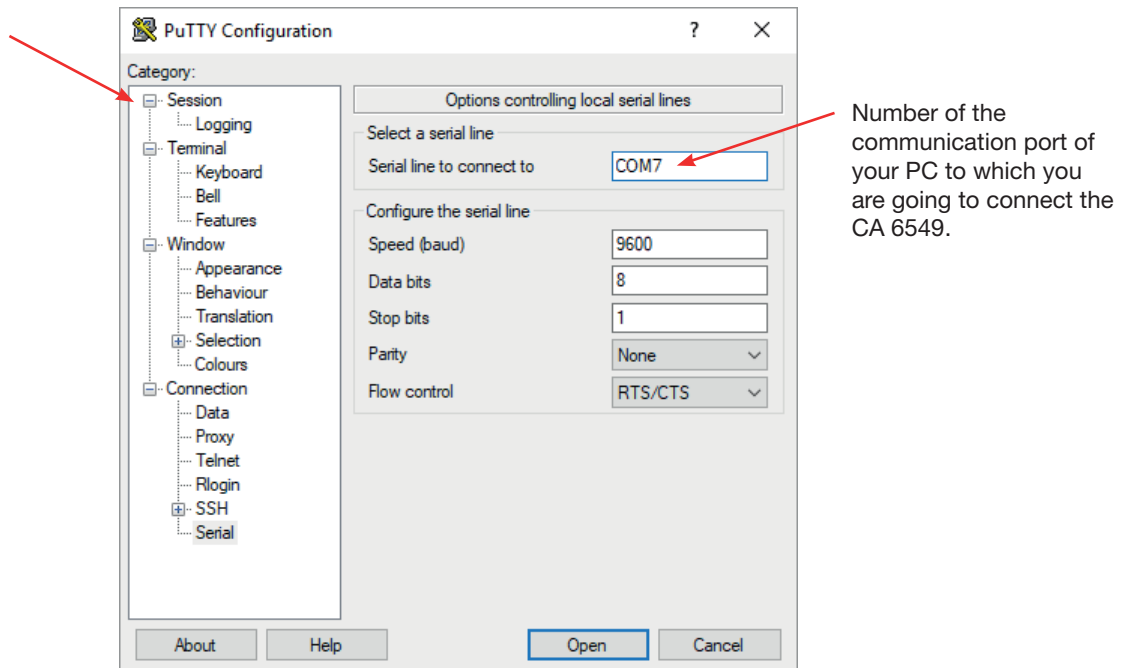 PuTTY Configuration
?
Category:
Session
Logging
Terminal
Keyboard
Bell
Features
Window
Appearance
Behaviour
Translation
Selection
Colours
Connection
Data
Proxy
Telnet
Rlogin
SSH
Serial
Options controlling local serial lines
Select a serial line
Serial line to connect to COM7
Configure the serial line
Speed (baud) 9600
Data bits 8
Stop bits 1
Parity None
Flow control RTS/CTS
About Help Open Cancel
Number of the
communication port of
your PC to which you
are going to connect the
CA 6549.